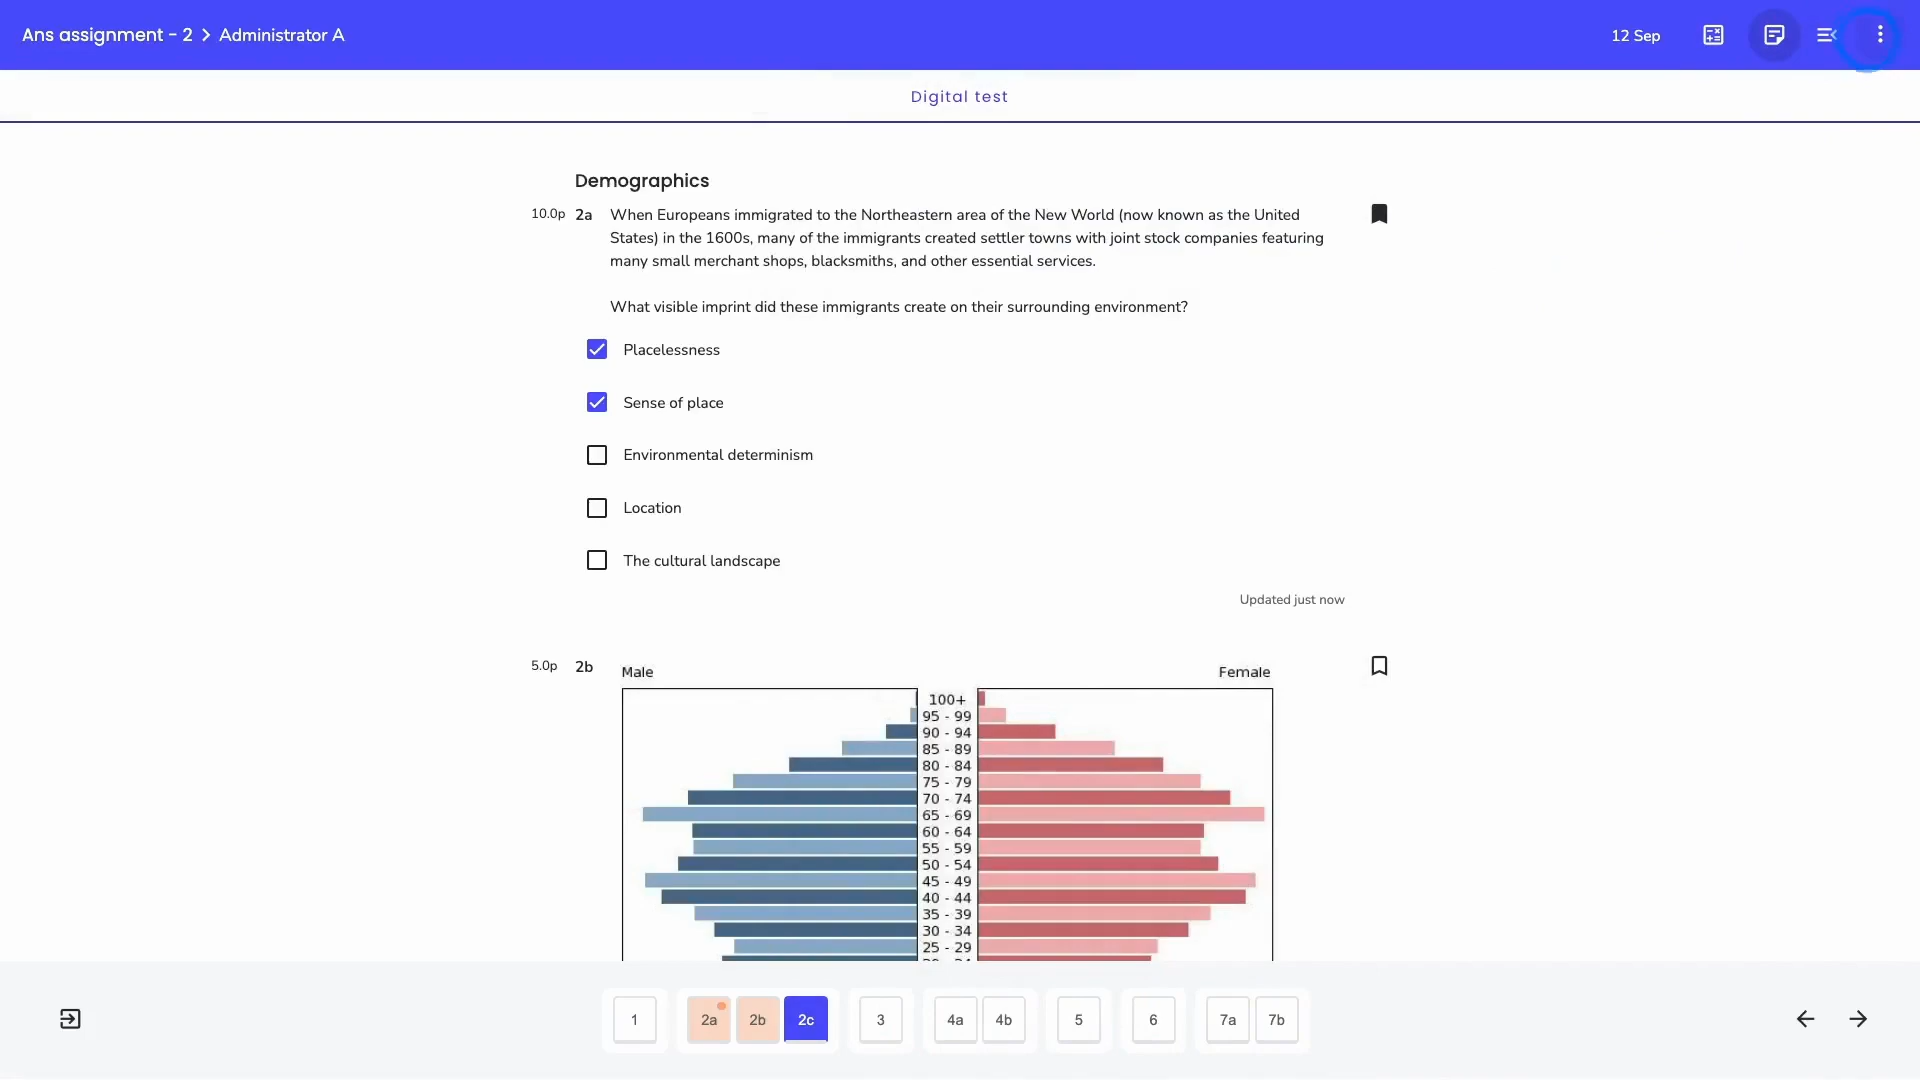 Ans assignment - 2 > Administrator A
12 Sep
Digital test
Demographics
10.0p 2a When Europeans immigrated to the Northeastern area of the New World (now known as the United
States) in the 1600s, many of the immigrants created settler towns with joint stock companies featuring
many small merchant shops, blacksmiths, and other essential services.
What visible imprint did these immigrants create on their surrounding environment?
Placelessness
Sense of place
Environmental determinism
Location
The cultural landscape
Updated just now
5.0p 2b Male Female
100+
95 - 99
90 - 94
85 - 89
80 - 84
75 - 79
70 - 74
65 - 69
60 - 64
55 - 59
50 - 54
45 - 49
40 - 44
35 - 39
30 - 34
25 - 29
1 2a 2b 2c 3 4a 4b 5 6 7a 7b